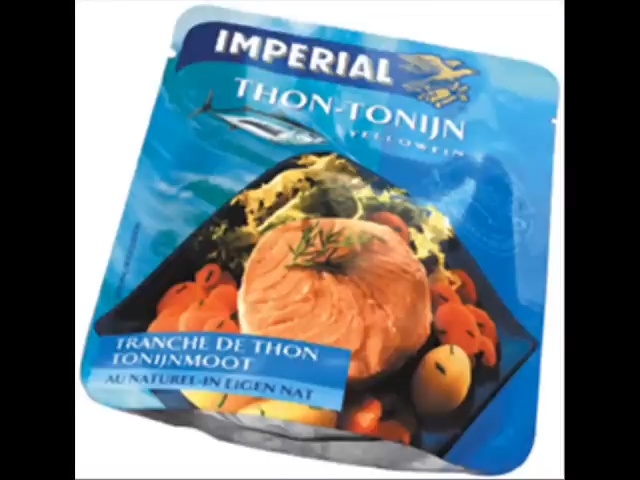 IMPERIAL
THON-TONIJN
YELLOWFIN
TRANCHE DE THON
TONIJNMOOT
AU NATUREL-IN EIGEN NAT